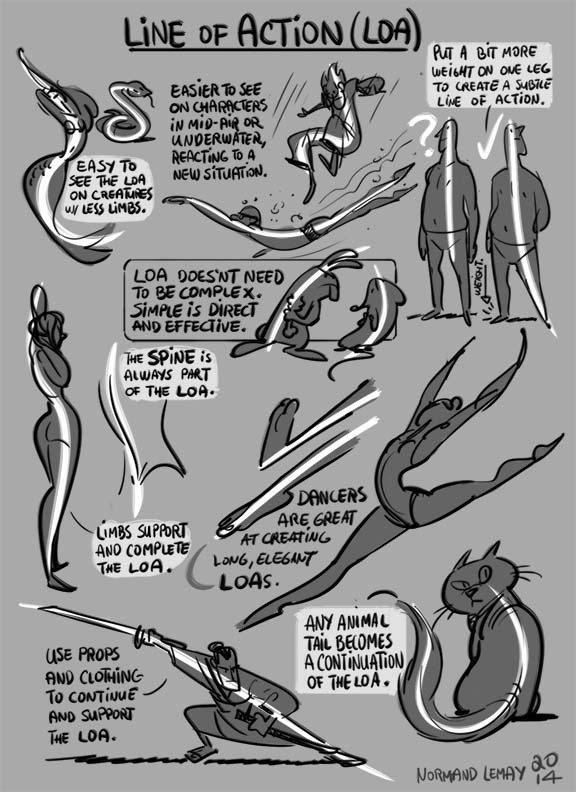 LINE OF ACTION (LOA)
PUT A BIT MORE
WEIGHT ON ONE LEG
TO CREATE A SUBTLE
LINE OF ACTION.
EASIER TO SEE
ON CHARACTERS
IN MID-AIR OR
UNDERWATER,
REACTING TO A
NEW SITUATION.
?
EASY TO
SEE THE LOA
ON CREATURES
W/ LESS LIMBS.
WEIGHT.
LOA DOES'NT NEED
TO BE COMPLEX.
SIMPLE IS DIRECT
AND EFFECTIVE.
THE SPINE IS
ALWAYS PART
OF THE LOA.
DANCERS
ARE GREAT
AT CREATING
LONG, ELEGANT
LOAS.
LIMBS SUPPORT
AND COMPLETE
THE LOA.
ANY ANIMAL
TAIL BECOMES
A CONTINUATION
OF THE LOA.
USE PROPS
AND CLOTHING
TO CONTINUE
AND SUPPORT
THE LOA.
NORMAND LEMAY 2014